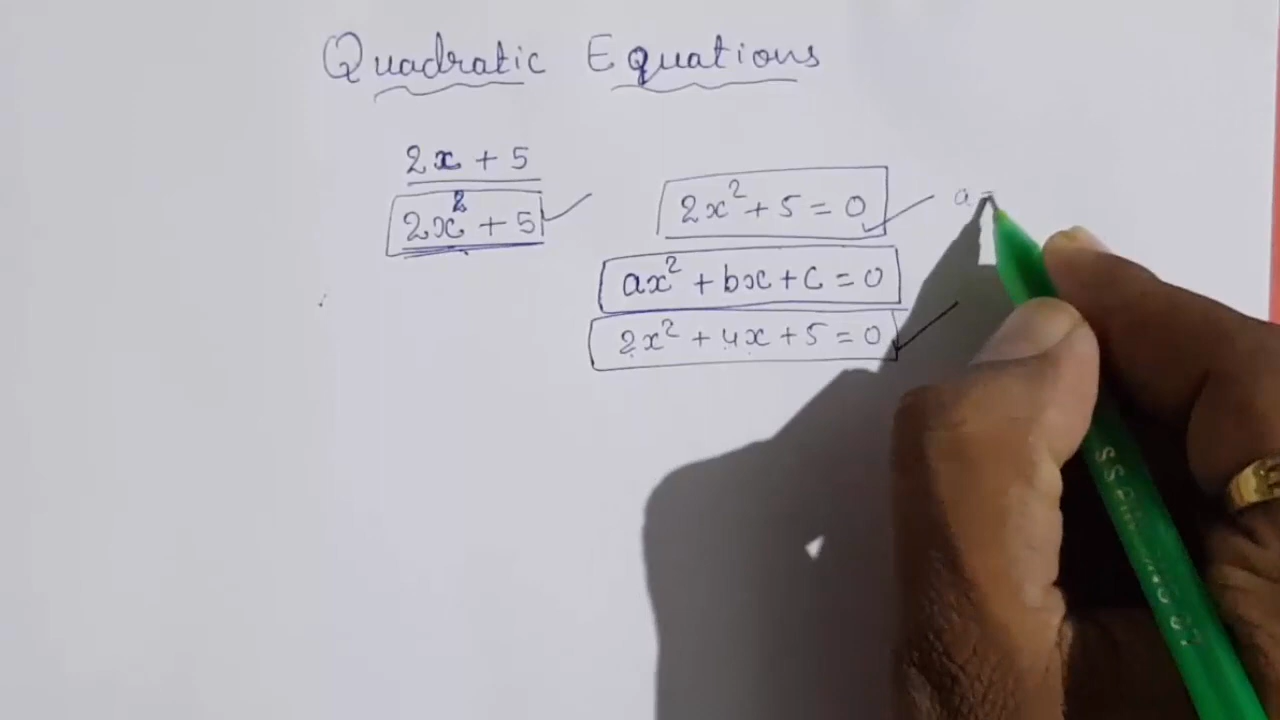 Quadratic Equations
2x + 5
2x² + 5
2x² + 5 = 0
a =
ax² + bx + c = 0
2x² + 4x + 5 = 0